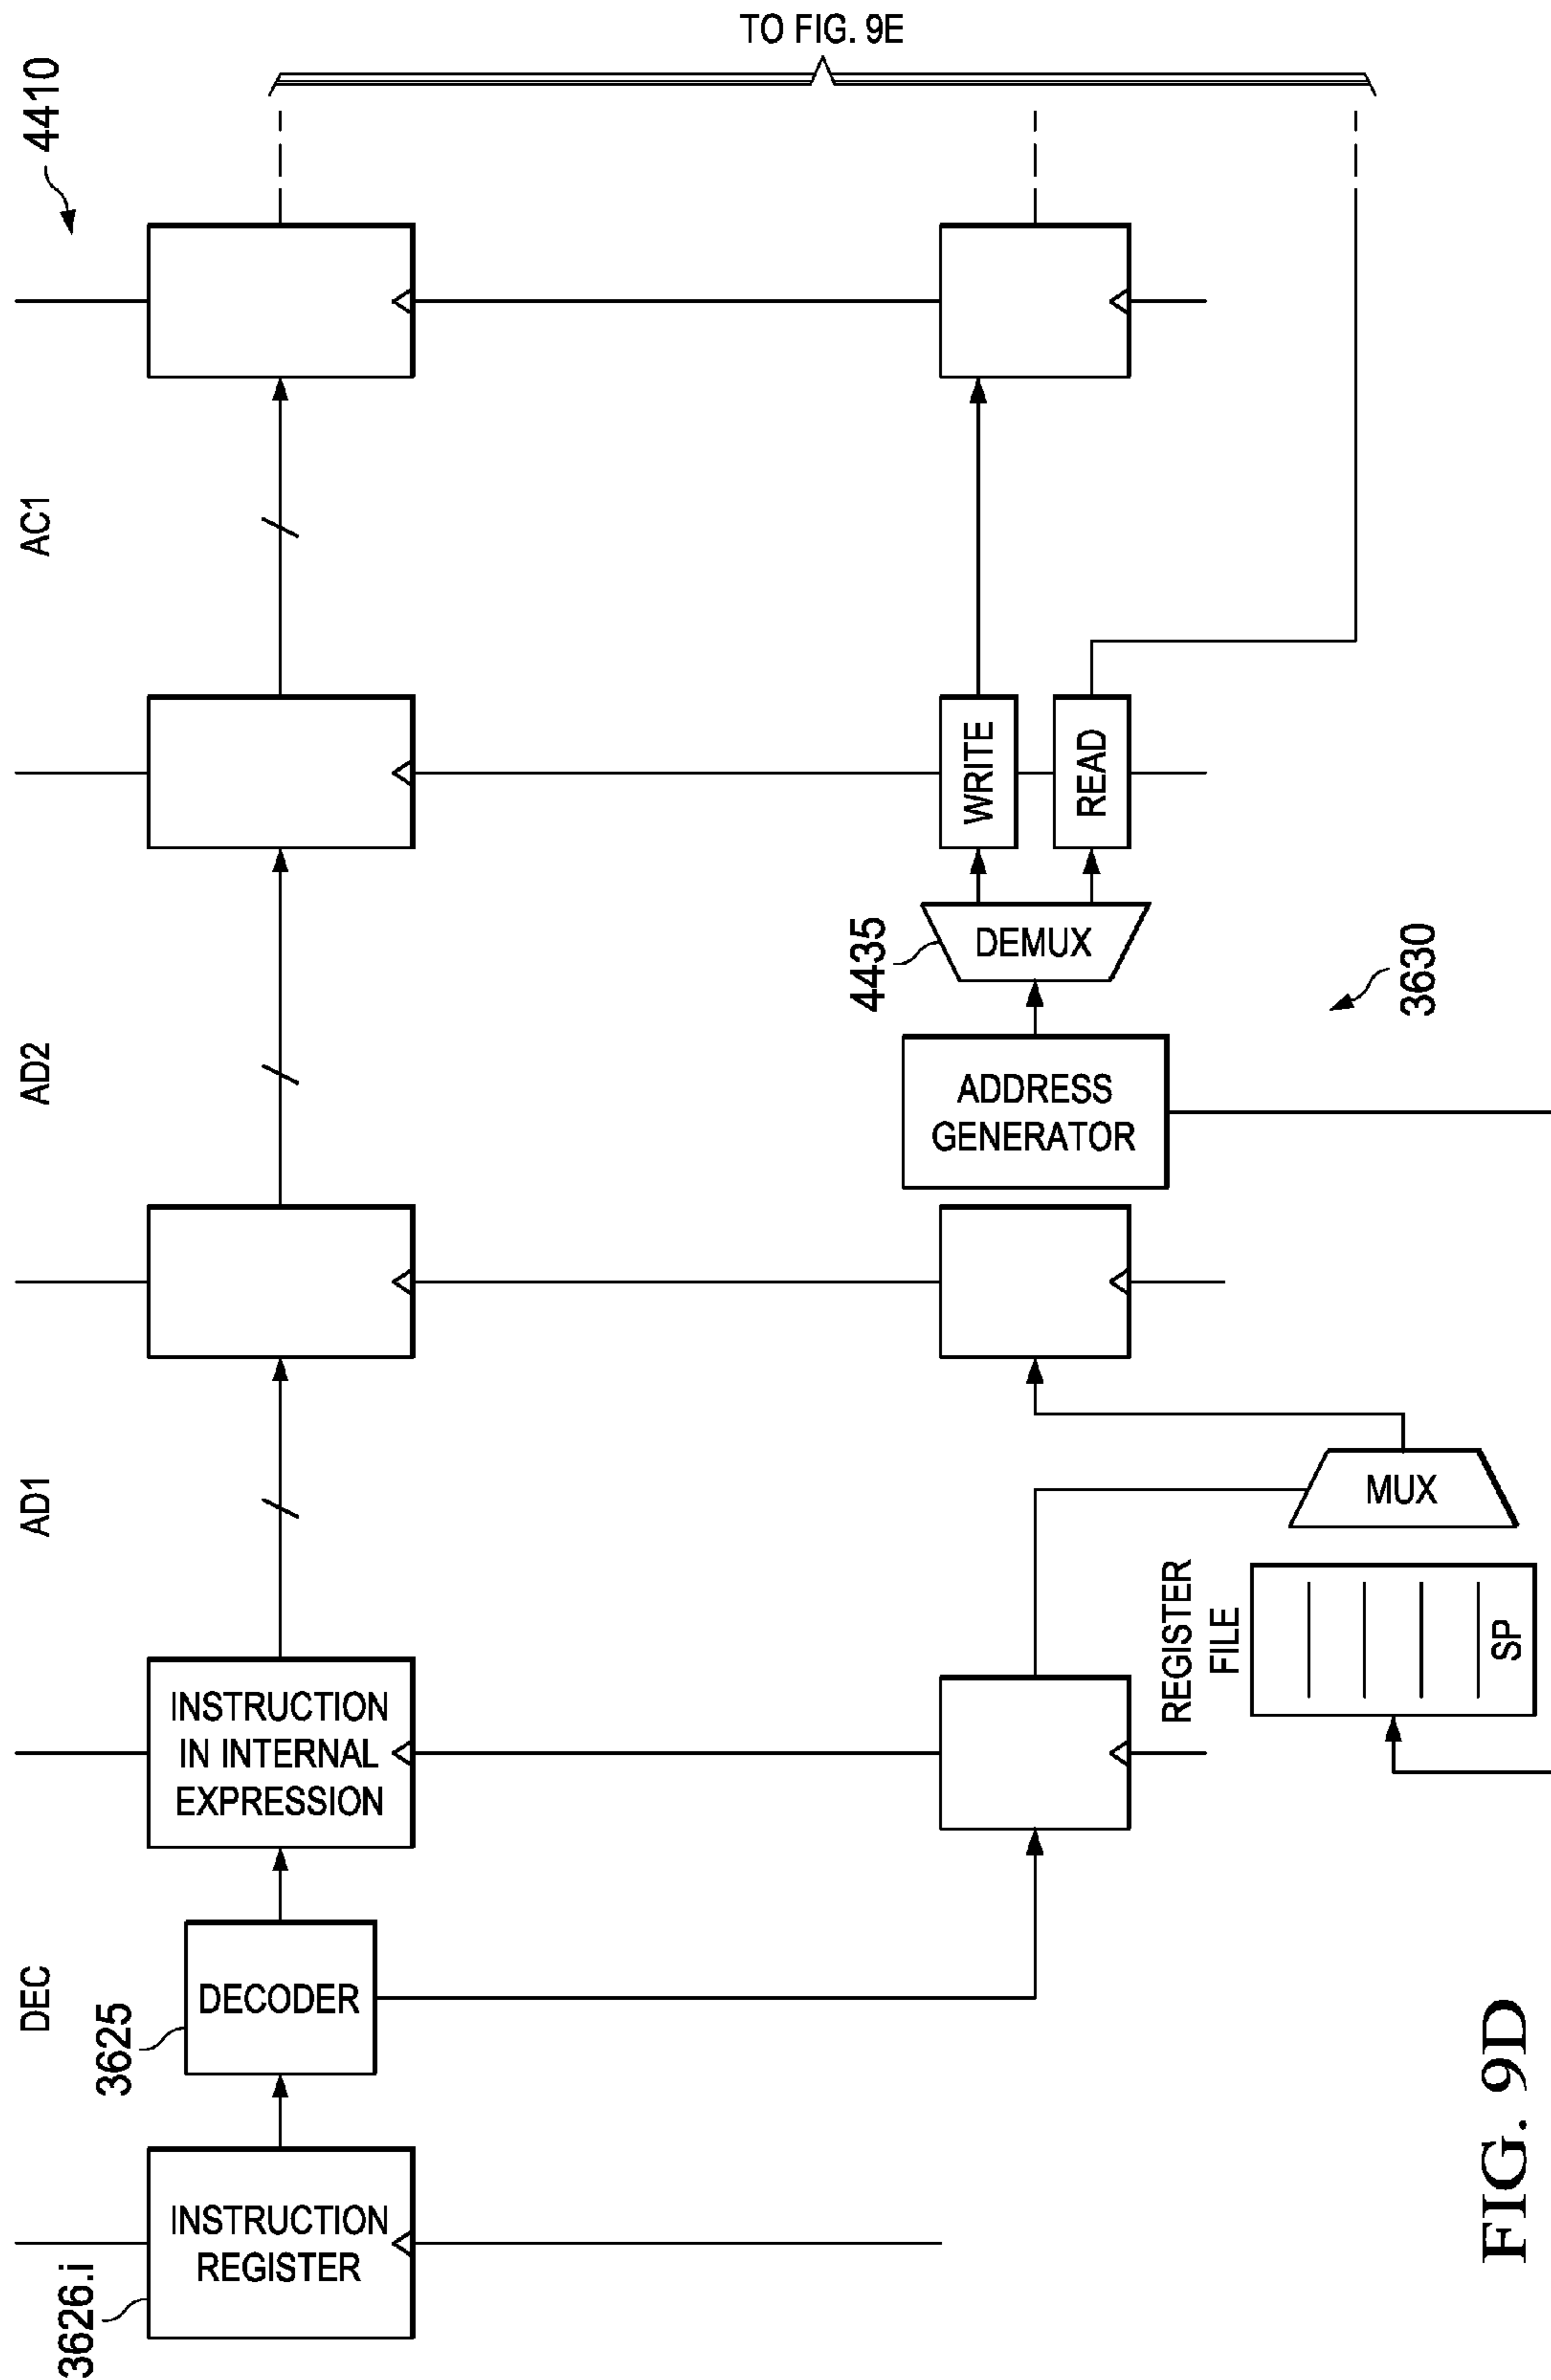 TO FIG. 9E
4410
DEC
AD1
AD2
AC1
3626.i
INSTRUCTION
REGISTER
3625
DECODER
INSTRUCTION
IN INTERNAL
EXPRESSION
REGISTER
FILE
SP
MUX
ADDRESS
GENERATOR
4435
DEMUX
WRITE
READ
3630
FIG. 9D